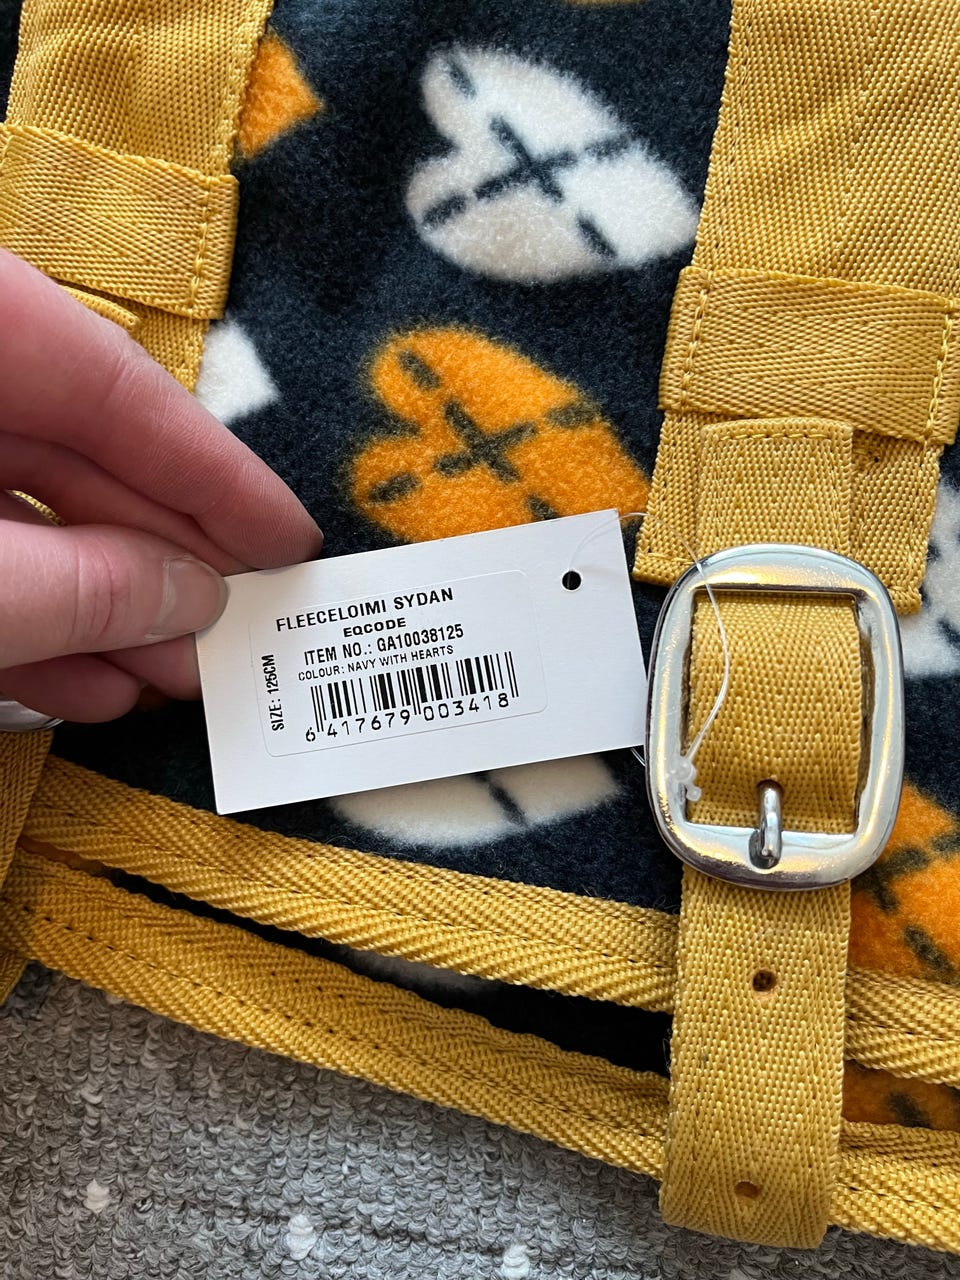 FLEECELOIMI SYDAN
EQCODE
ITEM NO.: GA10038125
COLOUR: NAVY WITH HEARTS
SIZE: 125CM
6 417679 003418